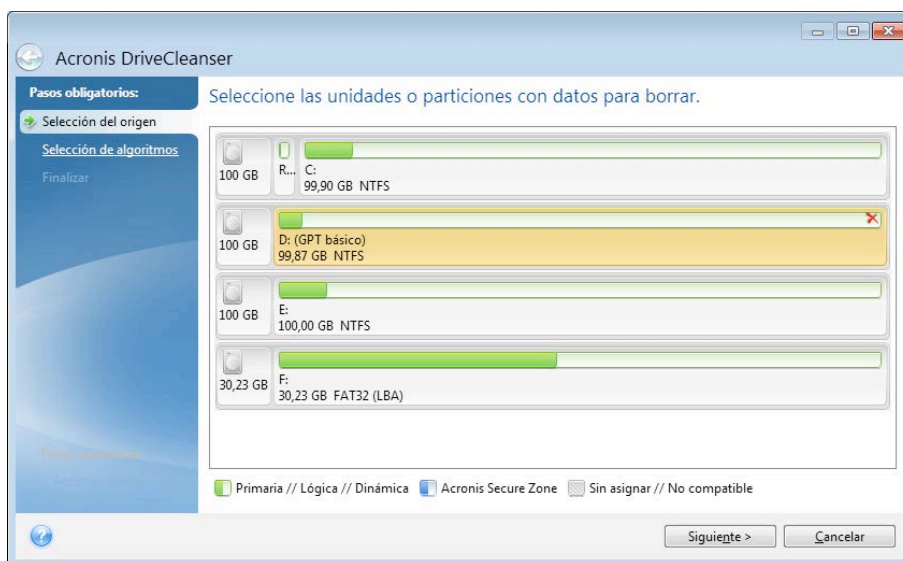 Acronis DriveCleanser
Pasos obligatorios:
Selección del origen
Selección de algoritmos
Finalizar
Seleccione las unidades o particiones con datos para borrar.
100 GB
R...
C:
99,90 GB NTFS
100 GB
D: (GPT básico)
99,87 GB NTFS
100 GB
E:
100,00 GB NTFS
30,23 GB
F:
30,23 GB FAT32 (LBA)
Primaria // Lógica // Dinámica
Acronis Secure Zone
Sin asignar // No compatible
Siguiente >
Cancelar